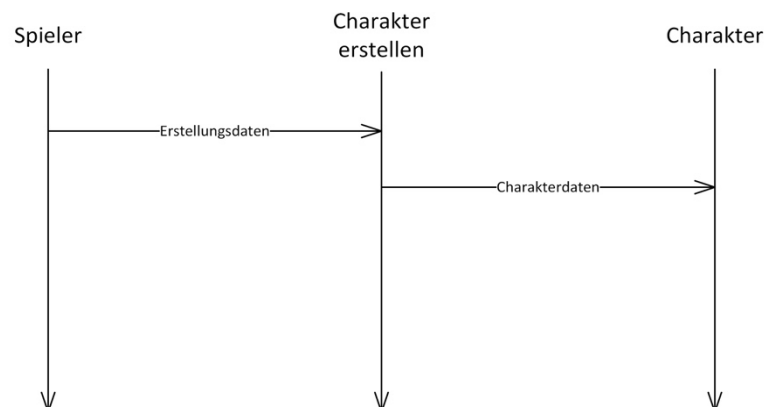 Spieler
Charakter
erstellen
Charakter
Erstellungsdaten
Charakterdaten